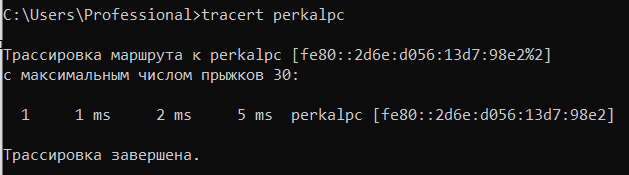 C:\Users\Professional>tracert perkalpc
Трассировка маршрута к perkalpc [fe80::2d6e:d056:13d7:98e2%2]
с максимальным числом прыжков 30:
1 1 ms 2 ms 5 ms perkalpc [fe80::2d6e:d056:13d7:98e2]
Трассировка завершена.